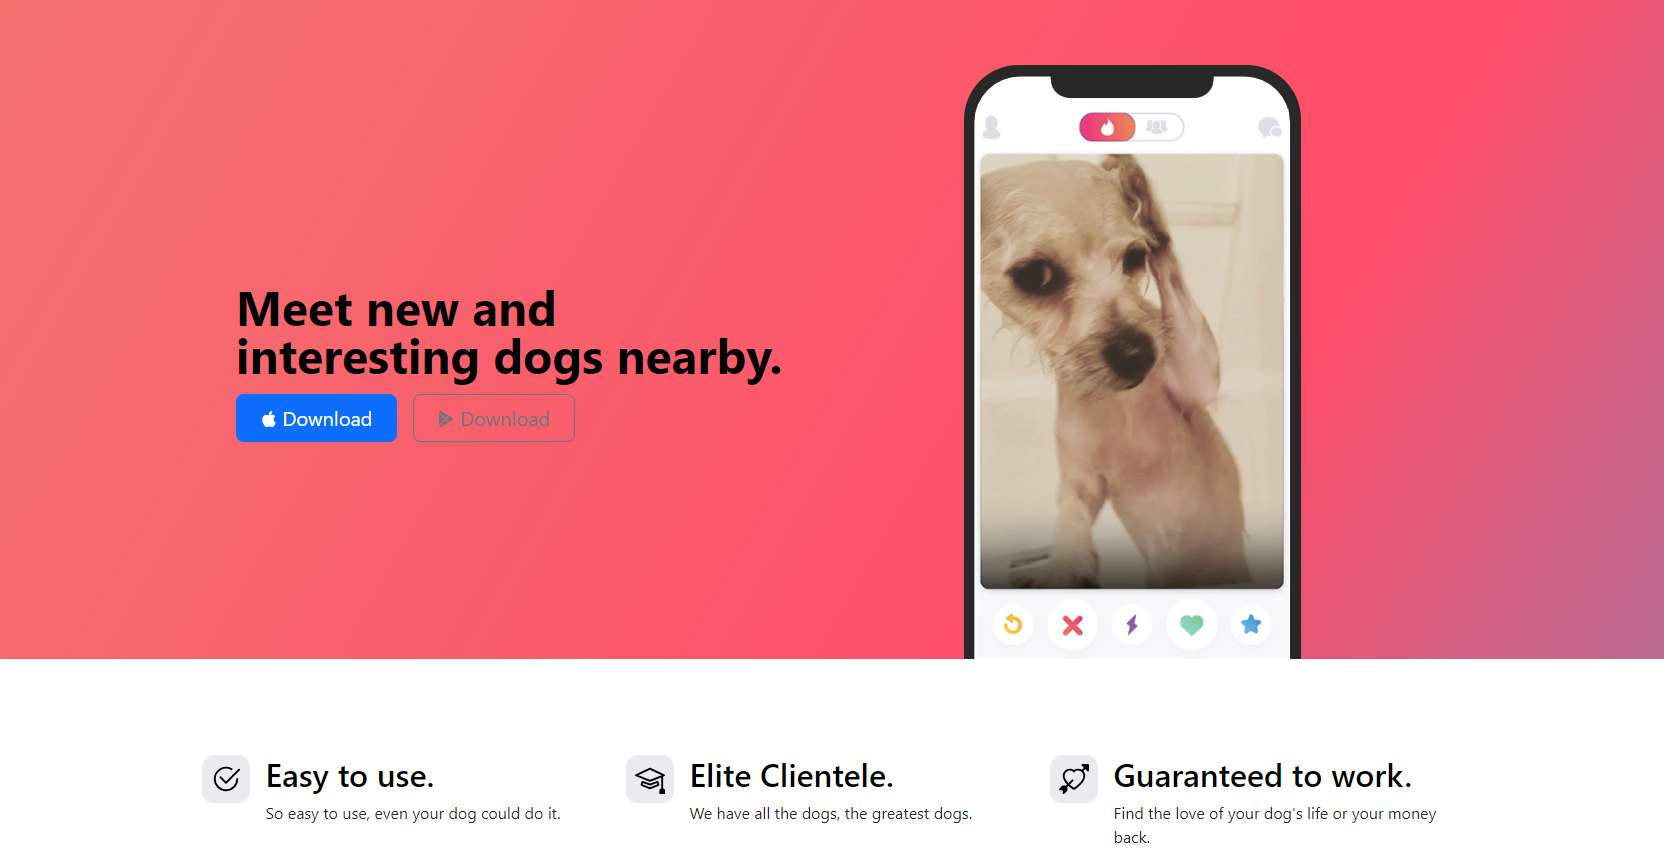 Meet new and
interesting dogs nearby.
Download
Download
Easy to use.
So easy to use, even your dog could do it.
Elite Clientele.
We have all the dogs, the greatest dogs.
Guaranteed to work.
Find the love of your dog's life or your money
back.